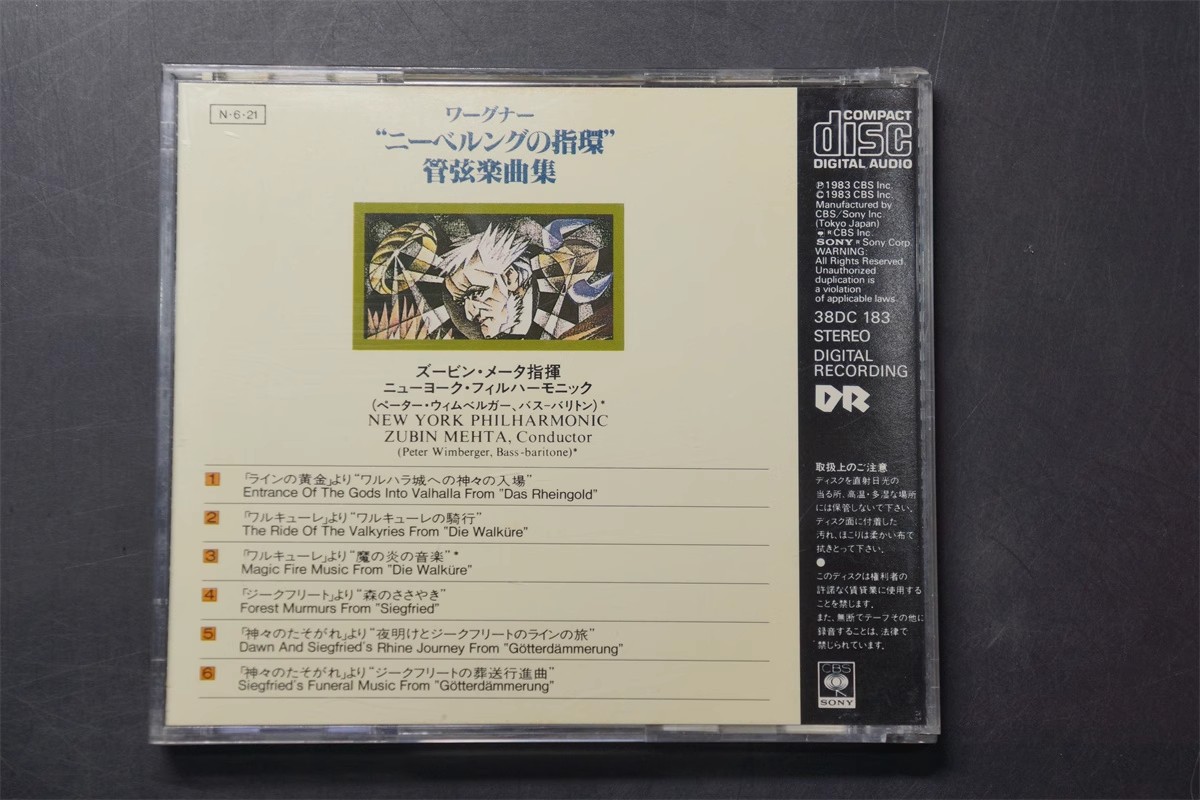 N・6・21
ワーグナー
“ニーベルングの指環”
管弦楽曲集
ズービン・メータ指揮
ニューヨーク・フィルハーモニック
(ペーター・ウィムベルガー、バス-バリトン)*
NEW YORK PHILHARMONIC
ZUBIN MEHTA, Conductor
(Peter Wimberger, Bass-baritone)*
1 「ラインの黄金」より“ワルハラ城への神々の入場”
Entrance Of The Gods Into Valhalla From "Das Rheingold"
2 「ワルキューレ」より“ワルキューレの騎行”
The Ride Of The Valkyries From "Die Walküre"
3 「ワルキューレ」より“魔の炎の音楽”*
Magic Fire Music From "Die Walküre"
4 「ジークフリート」より“森のささやき”
Forest Murmurs From "Siegfried"
5 「神々のたそがれ」より“夜明けとジークフリートのラインの旅”
Dawn And Siegfried's Rhine Journey From "Götterdämmerung"
6 「神々のたそがれ」より“ジークフリートの葬送行進曲”
Siegfried's Funeral Music From "Götterdämmerung"
COMPACT
disc
DIGITAL AUDIO
℗1983 CBS Inc.
©1983 CBS Inc.
Manufactured by
CBS/Sony Inc.
(Tokyo Japan)
® CBS Inc.
SONY ® Sony Corp.
WARNING:
All Rights Reserved.
Unauthorized
duplication is
a violation
of applicable laws.
38DC 183
STEREO
DIGITAL
RECORDING
DR
取扱上のご注意
ディスクを直射日光の
当る所、高温・多湿な場所
には保管しないで下さい。
ディスク面に付着した
汚れ、ほこりは柔かい布で
拭きとって下さい。
●
このディスクは権利者の
許諾なく賃貸業に使用する
ことを禁じます。
また、無断でテープその他に
録音することは、法律で
禁じられています。
CBS
SONY